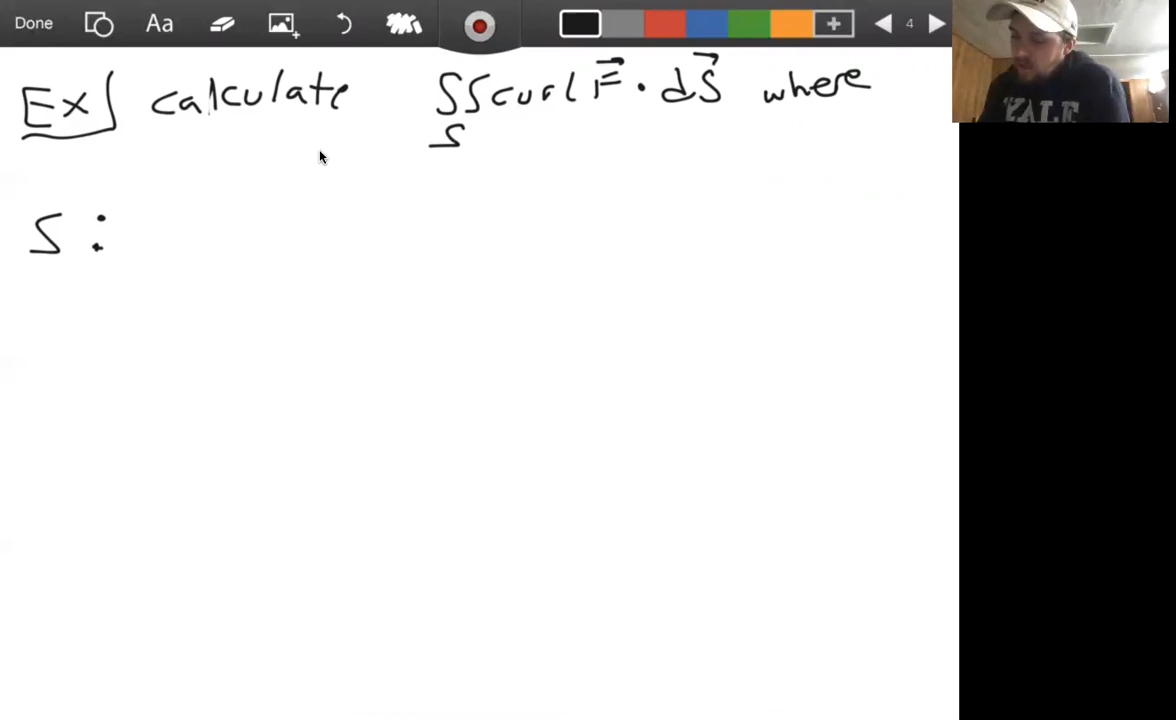 Done Aa 4
Ex] calculate ∬curl F⃗ · dS⃗ where
S
S :
YALE